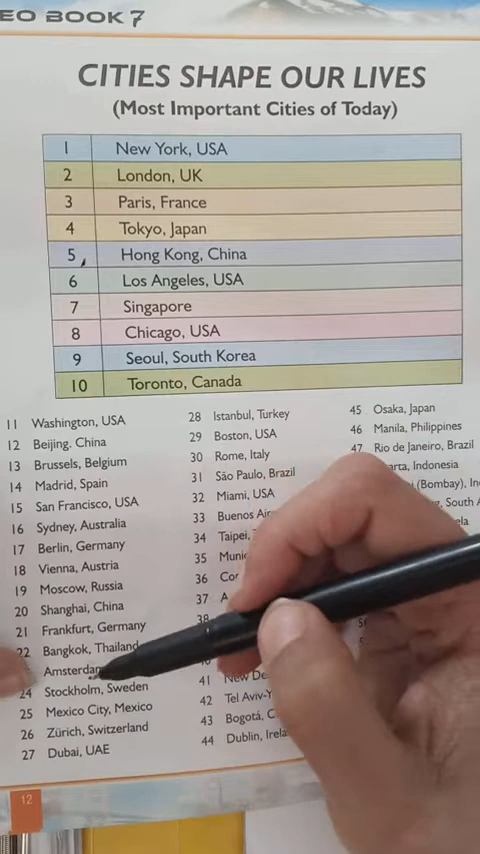 EO BOOK 7
CITIES SHAPE OUR LIVES
(Most Important Cities of Today)
1 New York, USA
2 London, UK
3 Paris, France
4 Tokyo, Japan
5 Hong Kong, China
6 Los Angeles, USA
7 Singapore
8 Chicago, USA
9 Seoul, South Korea
10 Toronto, Canada
11 Washington, USA
12 Beijing, China
13 Brussels, Belgium
14 Madrid, Spain
15 San Francisco, USA
16 Sydney, Australia
17 Berlin, Germany
18 Vienna, Austria
19 Moscow, Russia
20 Shanghai, China
21 Frankfurt, Germany
22 Bangkok, Thailand
Amsterdam
24 Stockholm, Sweden
25 Mexico City, Mexico
26 Zürich, Switzerland
27 Dubai, UAE
28 Istanbul, Turkey
29 Boston, USA
30 Rome, Italy
31 São Paulo, Brazil
32 Miami, USA
33 Buenos
34 Taipei,
35
36
37
38
41 New
42 Tel
43 Bogotá,
44 Dublin,
45 Osaka, Japan
46 Manila, Philippines
47 Rio de Janeiro, Brazil
Indonesia
(Bombay),
South
12